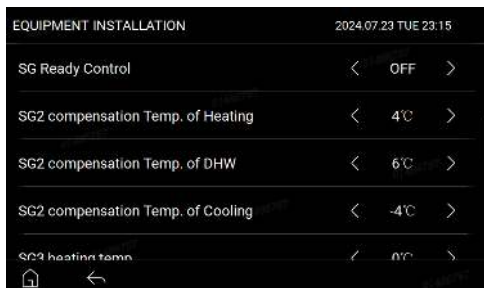 EQUIPMENT INSTALLATION 2024.07.23 TUE 23:15
SG Ready Control < OFF >
SG2 compensation Temp. of Heating < 4℃ >
SG2 compensation Temp. of DHW < 6℃ >
SG2 compensation Temp. of Cooling < -4℃ >
SG3 heating temp < 0℃ >